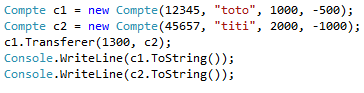 Compte c1 = new Compte(12345, "toto", 1000, -500);
Compte c2 = new Compte(45657, "titi", 2000, -1000);
c1.Transferer(1300, c2);
Console.WriteLine(c1.ToString());
Console.WriteLine(c2.ToString());